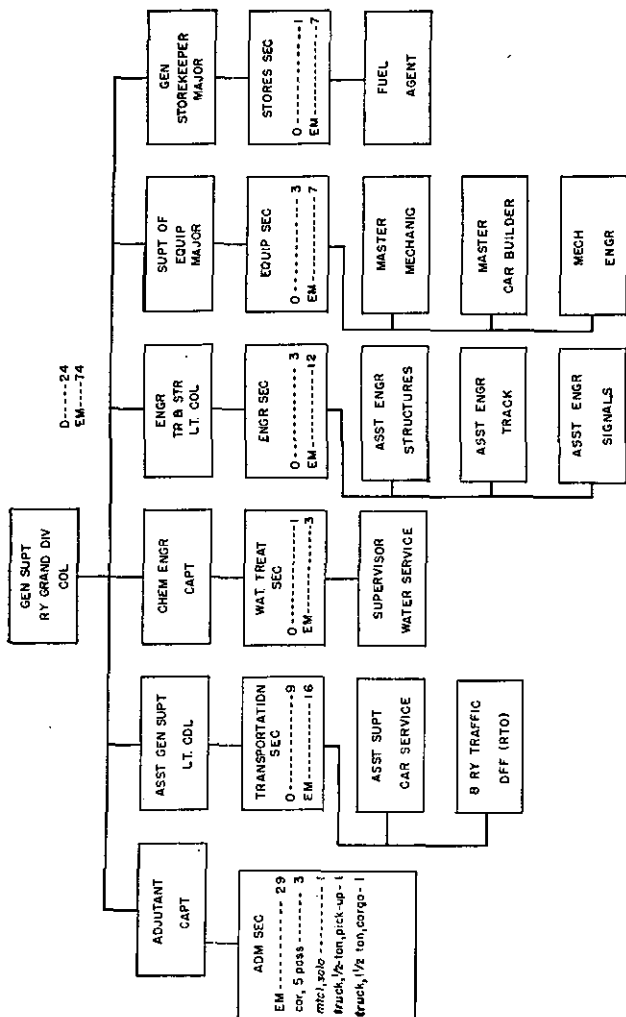 GEN SUPT
RY GRAND DIV
COL
O-----24
EM----74
ADJUTANT
CAPT
ADM SEC
EM---------- 29
car, 5 pass------ 3
mtcl, solo ---------- 1
truck, 1/2-ton, pick-up- 1
truck, 1 1/2 ton, cargo- 1
ASST GEN SUPT
LT. COL
TRANSPORTATION
SEC
O----------9
EM----------16
ASST SUPT
CAR SERVICE
8 RY TRAFFIC
OFF (RTO)
CHEM ENGR
CAPT
WAT. TREAT
SEC
O----------1
EM----------3
SUPERVISOR
WATER SERVICE
ENGR
TR & STR
LT. COL
ENGR SEC
O---------- 3
EM----------12
ASST ENGR
STRUCTURES
ASST ENGR
TRACK
ASST ENGR
SIGNALS
SUPT OF
EQUIP
MAJOR
EQUIP SEC
O---------- 3
EM---------- 7
MASTER
MECHANIC
MASTER
CAR BUILDER
MECH
ENGR
GEN
STOREKEEPER
MAJOR
STORES SEC
O----------1
EM----------7
FUEL
AGENT